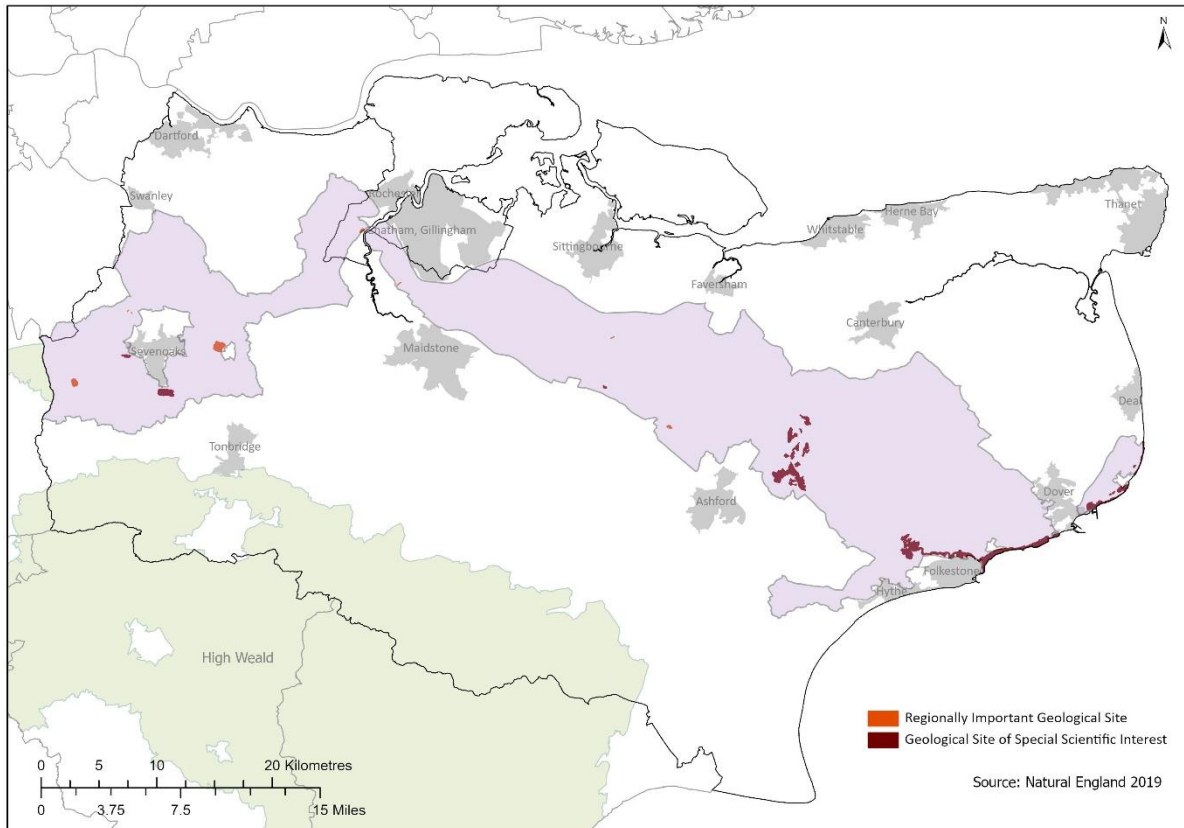 N
Dartford
Swanley
Roches
Chatham, Gillingham
Thanet
Herne Bay
Whitstable
Sittingbourne
Faversham
Canterbury
Sevenoaks
Maidstone
Deal
Tonbridge
Ashford
Dover
Folkestone
Hythe
High Weald
Regionally Important Geological Site
Geological Site of Special Scientific Interest
Source: Natural England 2019
0 5 10 20 Kilometres
0 3.75 7.5 15 Miles